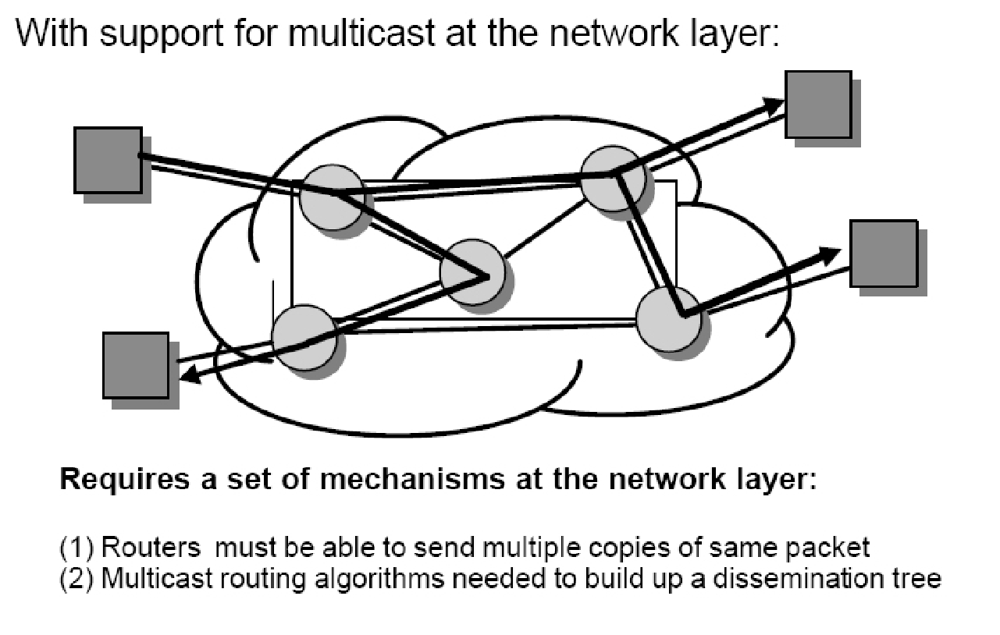 With support for multicast at the network layer:
Requires a set of mechanisms at the network layer:
(1) Routers  must be able to send multiple copies of same packet
(2) Multicast routing algorithms needed to build up a dissemination tree